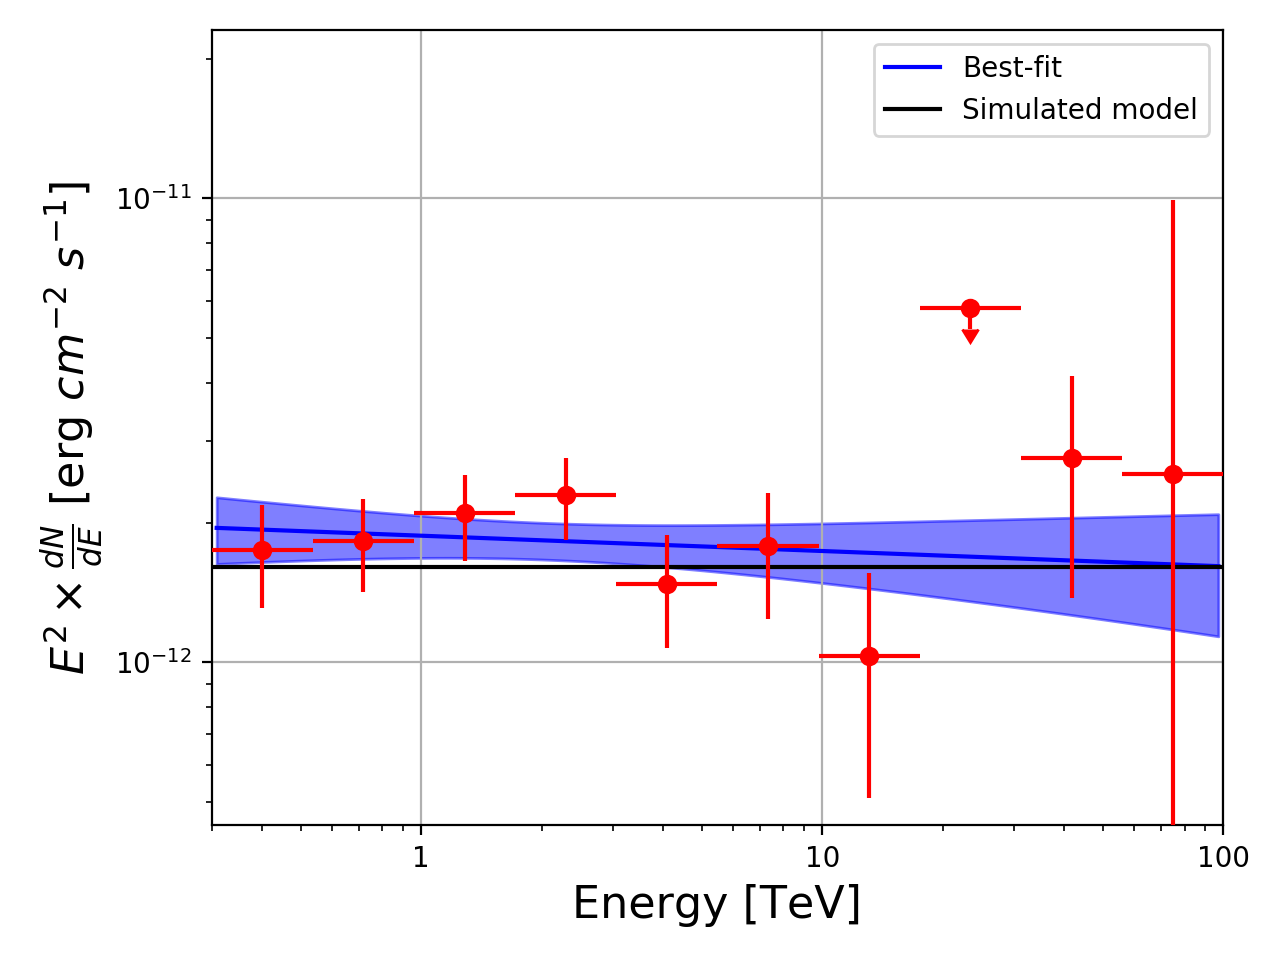 Best-fit
Simulated model
10⁻¹¹
10⁻¹²
E² × dN/dE [erg cm⁻² s⁻¹]
1
10
100
Energy [TeV]